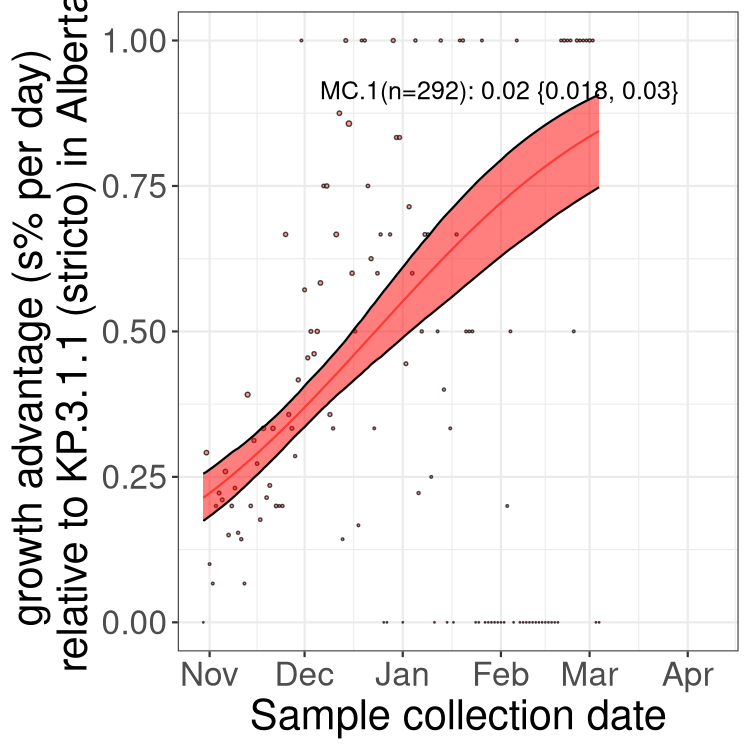 growth advantage (s% per day)
relative to KP.3.1.1 (stricto) in Alberta
1.00
0.75
0.50
0.25
0.00
MC.1(n=292): 0.02 {0.018, 0.03}
Nov Dec Jan Feb Mar Apr
Sample collection date